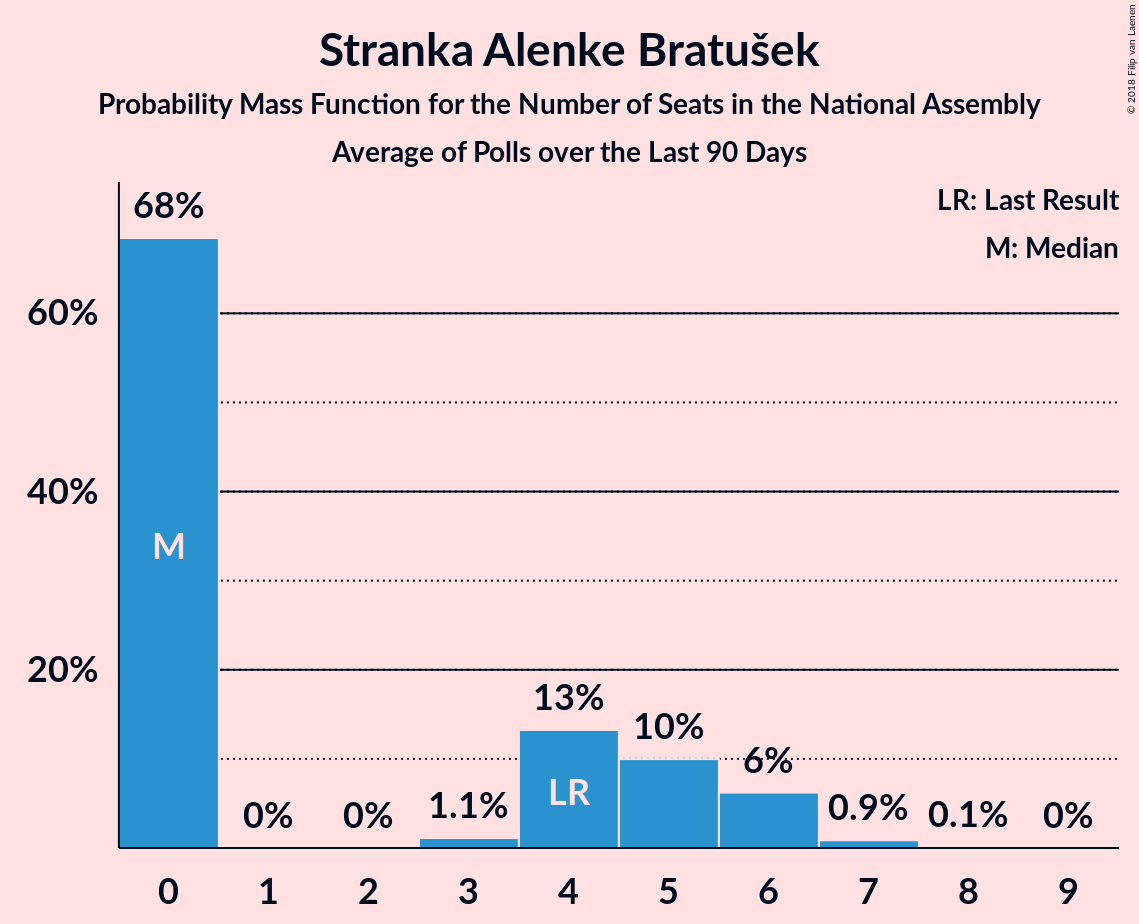 Stranka Alenke Bratušek
Probability Mass Function for the Number of Seats in the National Assembly
Average of Polls over the Last 90 Days
© 2018 Filip van Laenen
LR: Last Result
M: Median
68%
60%
40%
20%
M
0%
0%
1.1%
13%
LR
10%
6%
0.9%
0.1%
0%
0 1 2 3 4 5 6 7 8 9